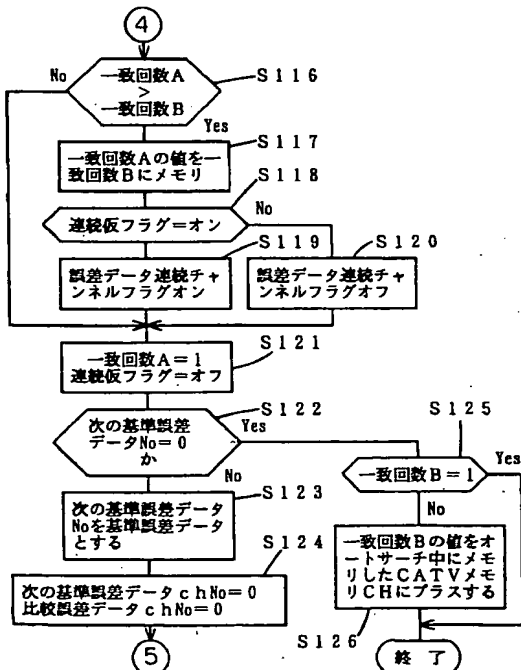 4
一致回数A
>
一致回数B
No
Yes
S116
一致回数Aの値を一
致回数Bにメモリ
S117
連続仮フラグ=オン
S118
No
誤差データ連続チャ
ンネルフラグオン
S119
誤差データ連続チャ
ンネルフラグオフ
S120
一致回数A=1
連続仮フラグ=オフ
S121
次の基準誤差
データNo=0
か
S122
Yes
No
次の基準誤差データ
Noを基準誤差データ
とする
S123
次の基準誤差データchNo=0
比較誤差データchNo=0
S124
5
一致回数B=1
S125
Yes
No
一致回数Bの値をオ
ートサーチ中にメモ
リしたCATVメモ
リCHにプラスする
S126
終了